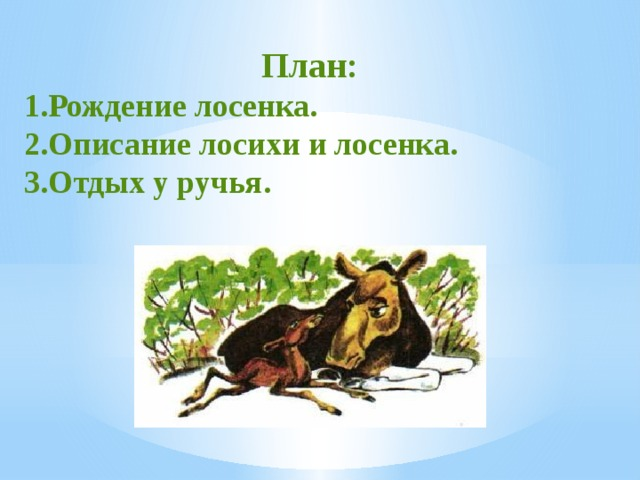 План:
1.Рождение лосенка.
2.Описание лосихи и лосенка.
3.Отдых у ручья.